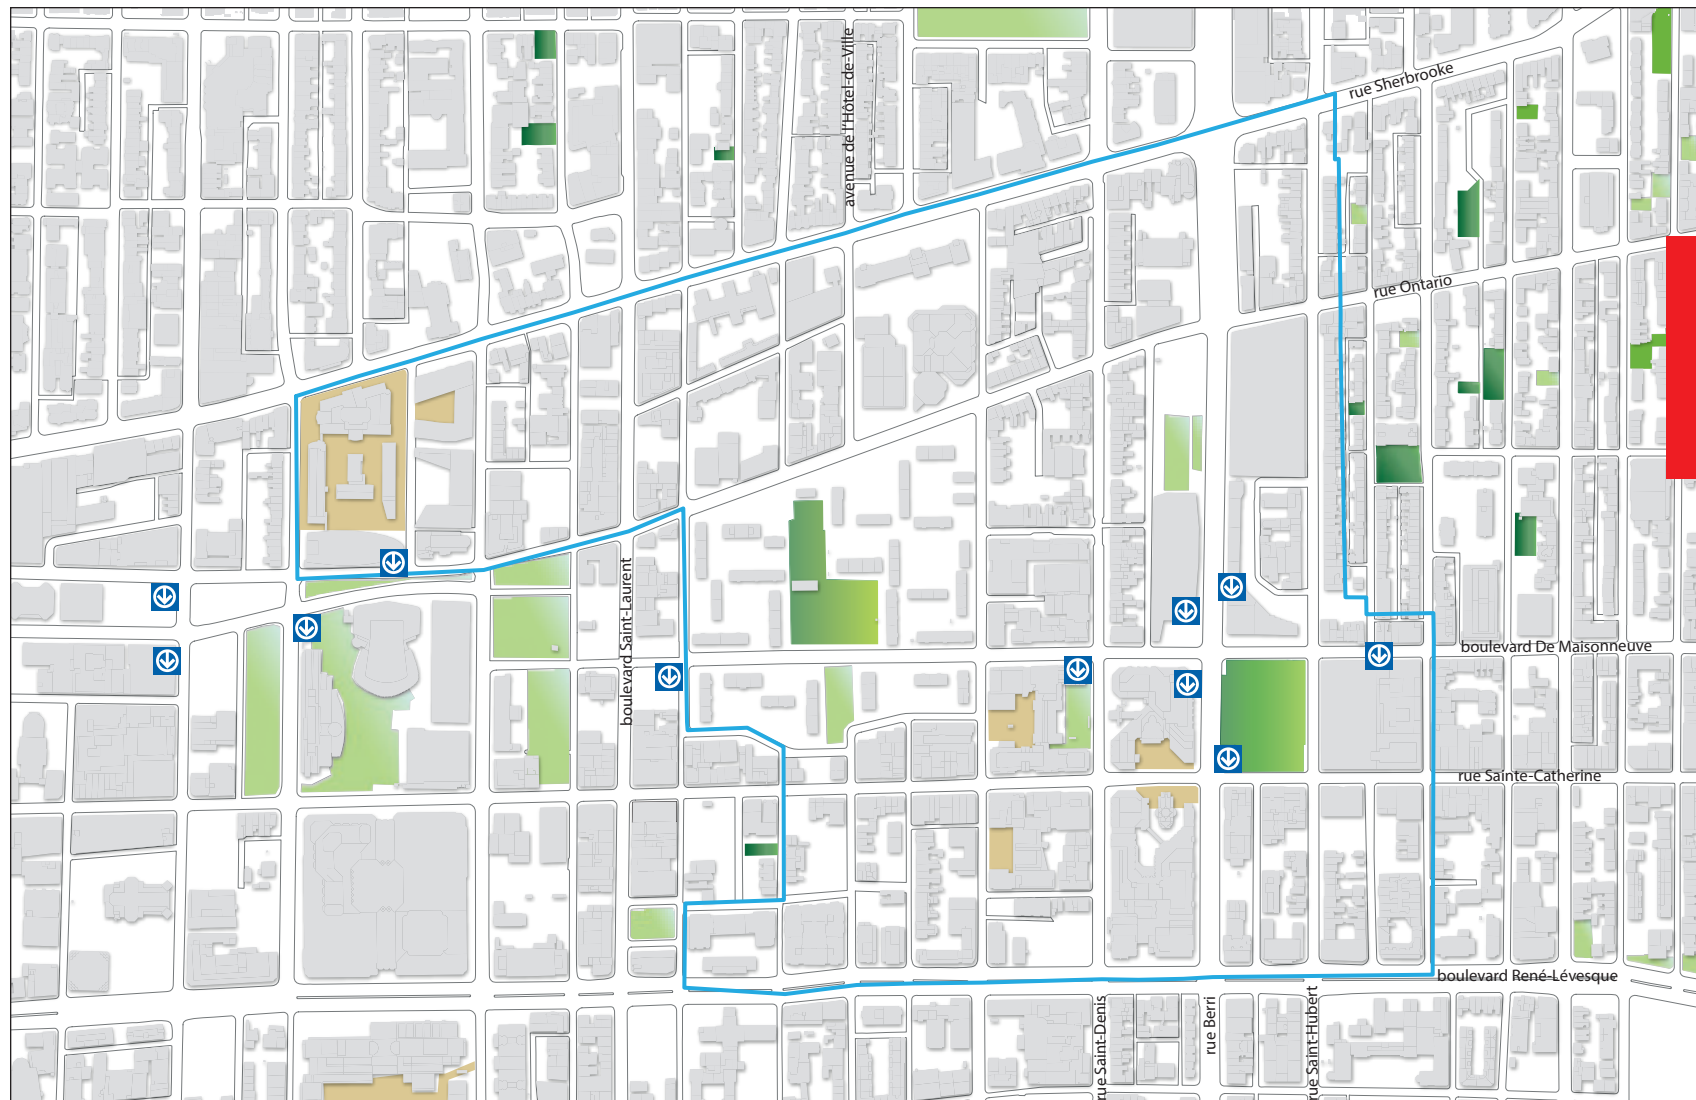 rue Sherbrooke
avenue de l'Hôtel-de-Ville
rue Ontario
boulevard Saint-Laurent
boulevard De Maisonneuve
rue Sainte-Catherine
boulevard René-Lévesque
rue Saint-Denis
rue Berri
rue Saint-Hubert